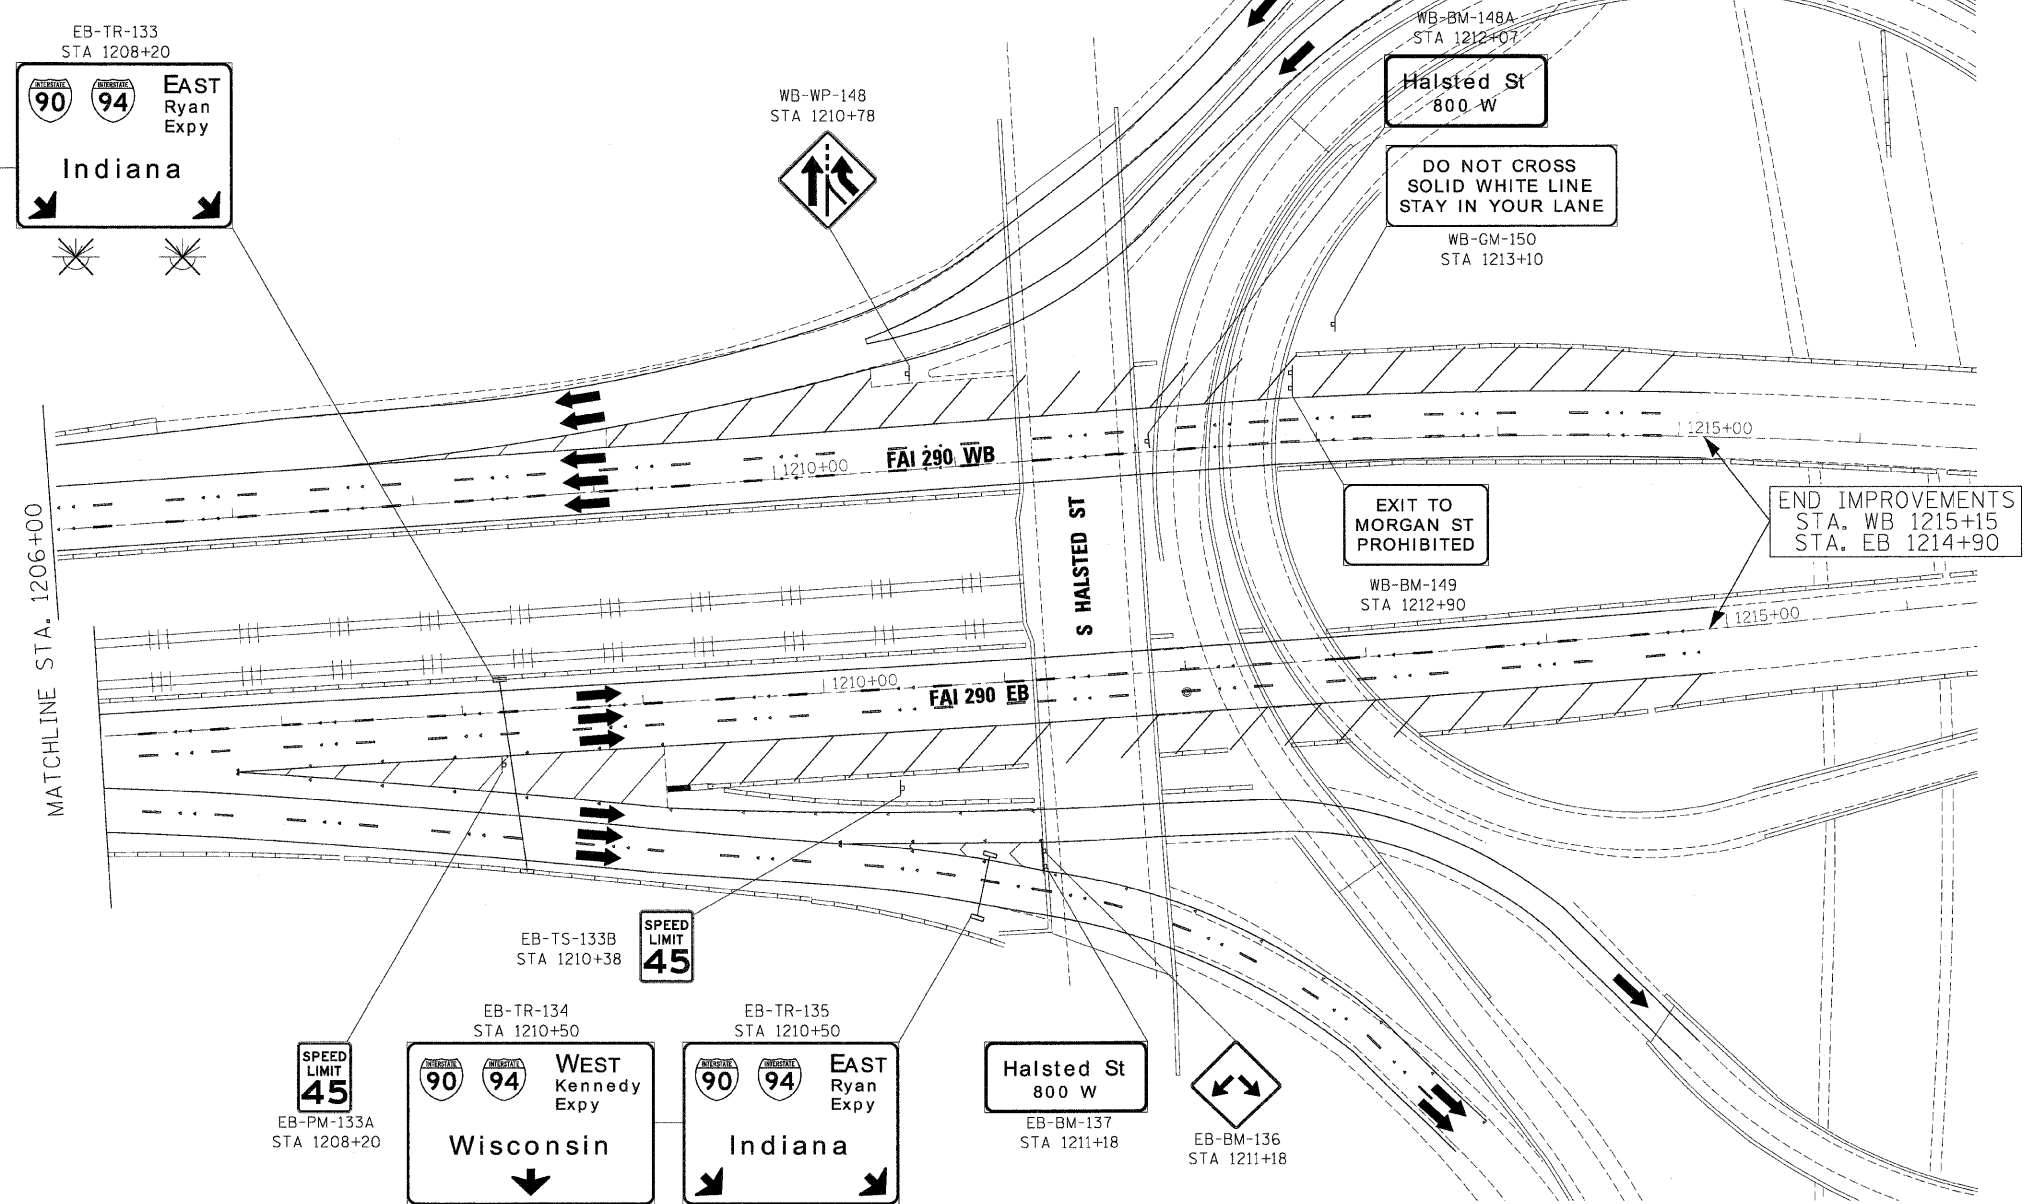 EB-TR-133
STA 1208+20
INTERSTATE
90
INTERSTATE
94
EAST
Ryan
Expy
Indiana
WB-WP-148
STA 1210+78
WB-BM-148A
STA 1212+07
Halsted St
800 W
DO NOT CROSS
SOLID WHITE LINE
STAY IN YOUR LANE
WB-GM-150
STA 1213+10
1210+00
FAI 290 WB
1215+00
MATCHLINE STA. 1206+00
S HALSTED ST
EXIT TO
MORGAN ST
PROHIBITED
WB-BM-149
STA 1212+90
END IMPROVEMENTS
STA. WB 1215+15
STA. EB 1214+90
1215+00
1210+00
FAI 290 EB
EB-TS-133B
STA 1210+38
SPEED
LIMIT
45
SPEED
LIMIT
45
EB-PM-133A
STA 1208+20
EB-TR-134
STA 1210+50
INTERSTATE
90
INTERSTATE
94
WEST
Kennedy
Expy
Wisconsin
EB-TR-135
STA 1210+50
INTERSTATE
90
INTERSTATE
94
EAST
Ryan
Expy
Indiana
Halsted St
800 W
EB-BM-137
STA 1211+18
EB-BM-136
STA 1211+18